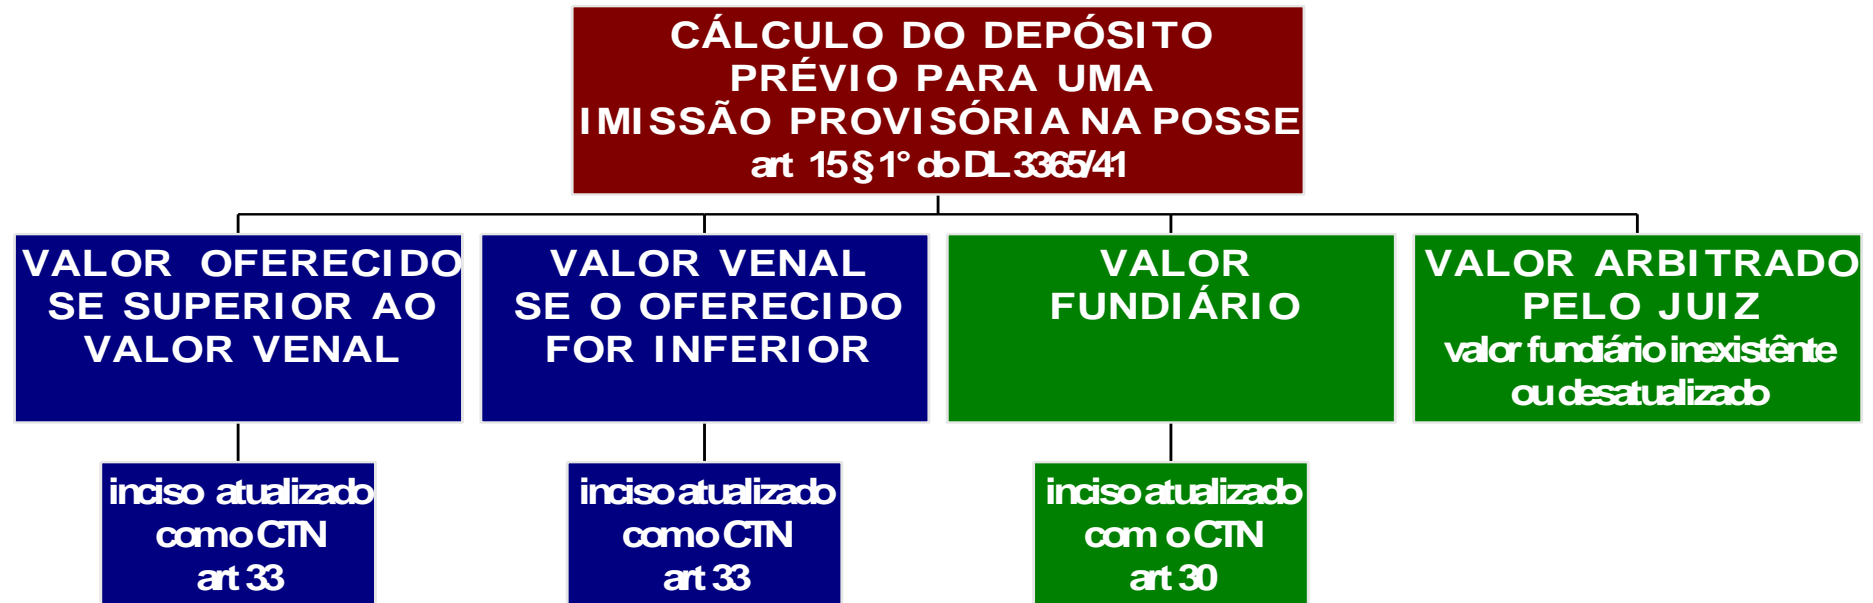 CÁLCULO DO DEPÓSITO
PRÉVIO PARA UMA
IMISSÃO PROVISÓRIA NA POSSE
art 15 § 1° do DL 3365/41
VALOR OFERECIDO
SE SUPERIOR AO
VALOR VENAL
VALOR VENAL
SE O OFERECIDO
FOR INFERIOR
VALOR
FUNDIÁRIO
VALOR ARBITRADO
PELO JUIZ
valor fundiário inexistênte
ou desatualizado
inciso atualizado
com o CTN
art 33
inciso atualizado
com o CTN
art 33
inciso atualizado
com o CTN
art 30